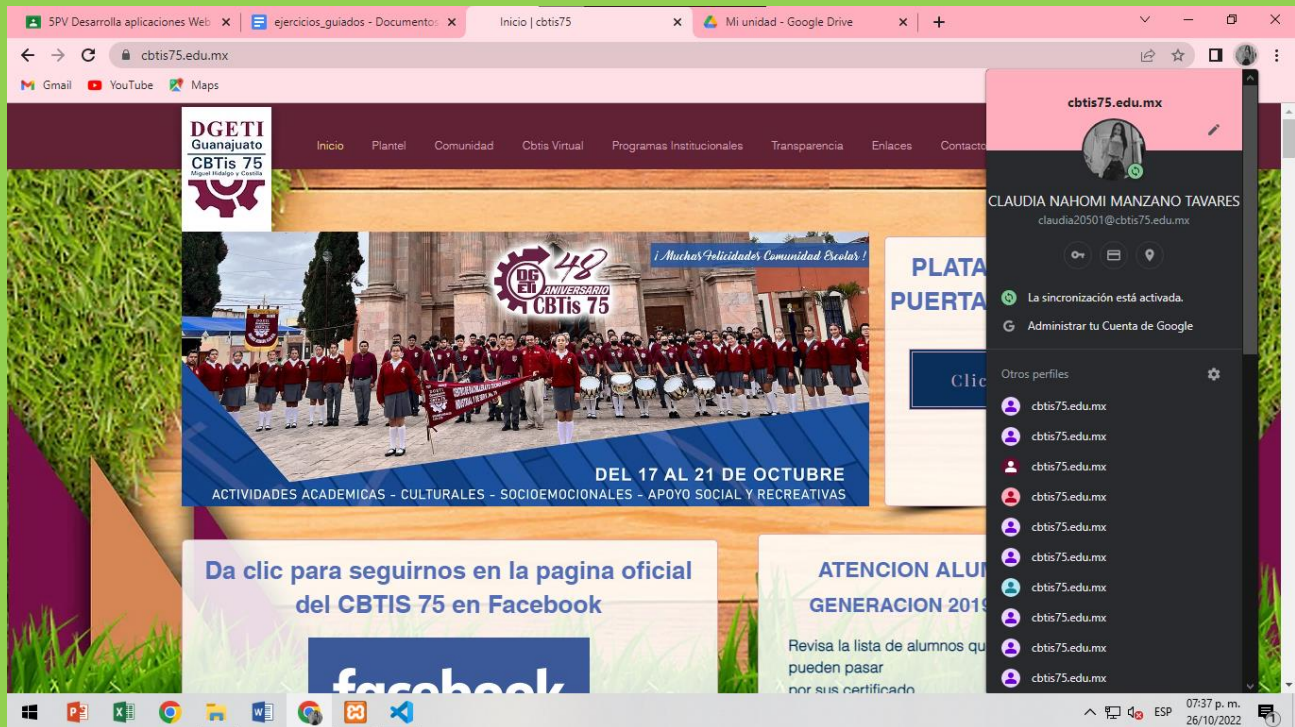 5PV Desarrolla aplicaciones Web
ejercicios_guiados - Documentos
Inicio | cbtis75
Mi unidad - Google Drive
cbtis75.edu.mx
Gmail
YouTube
Maps
DGETI
Guanajuato
CBTis 75
Miguel Hidalgo y Costilla
Inicio
Plantel
Comunidad
Cbtis Virtual
Programas Institucionales
Transparencia
Enlaces
Contacto
¡Muchas Felicidades Comunidad Escolar !
DGETI
48
ANIVERSARIO
CBTis 75
DEL 17 AL 21 DE OCTUBRE
ACTIVIDADES ACADEMICAS - CULTURALES - SOCIOEMOCIONALES - APOYO SOCIAL Y RECREATIVAS
PLATA
PUERTA
Clic
Da clic para seguirnos en la pagina oficial
del CBTIS 75 en Facebook
facebook
ATENCION ALU
GENERACION 2019
Revisa la lista de alumnos qu
pueden pasar
por sus certificado
cbtis75.edu.mx
CLAUDIA NAHOMI MANZANO TAVARES
claudia20501@cbtis75.edu.mx
La sincronización está activada.
Administrar tu Cuenta de Google
Otros perfiles
cbtis75.edu.mx
cbtis75.edu.mx
cbtis75.edu.mx
cbtis75.edu.mx
cbtis75.edu.mx
cbtis75.edu.mx
cbtis75.edu.mx
cbtis75.edu.mx
cbtis75.edu.mx
cbtis75.edu.mx
ESP
07:37 p. m.
26/10/2022
1